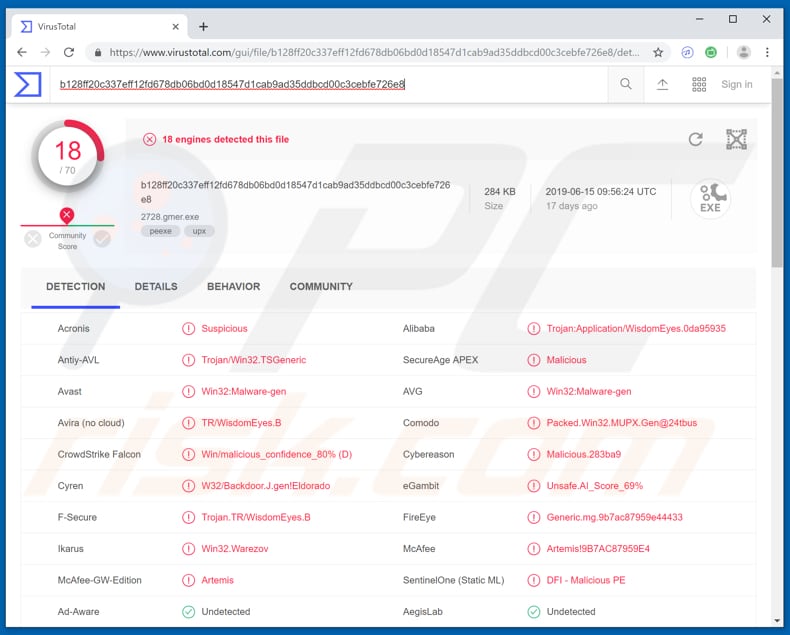 VirusTotal
https://www.virustotal.com/gui/file/b128ff20c337eff12fd678db06bd0d18547d1cab9ad35ddbcd00c3cebfe726e8/det...
b128ff20c337eff12fd678db06bd0d18547d1cab9ad35ddbcd00c3cebfe726e8
Sign in
18
/ 70
Community
Score
18 engines detected this file
b128ff20c337eff12fd678db06bd0d18547d1cab9ad35ddbcd00c3cebfe726
e8
2728.gmer.exe
peexe upx
284 KB
Size
2019-06-15 09:56:24 UTC
17 days ago
EXE
DETECTION DETAILS BEHAVIOR COMMUNITY
Acronis Suspicious Alibaba Trojan:Application/WisdomEyes.0da95935
Antiy-AVL Trojan/Win32.TSGeneric SecureAge APEX Malicious
Avast Win32:Malware-gen AVG Win32:Malware-gen
Avira (no cloud) TR/WisdomEyes.B Comodo Packed.Win32.MUPX.Gen@24tbus
CrowdStrike Falcon Win/malicious_confidence_80% (D) Cybereason Malicious.283ba9
Cyren W32/Backdoor.J.gen!Eldorado eGambit Unsafe.AI_Score_69%
F-Secure Trojan.TR/WisdomEyes.B FireEye Generic.mg.9b7ac87959e44433
Ikarus Win32.Warezov McAfee Artemis!9B7AC87959E4
McAfee-GW-Edition Artemis SentinelOne (Static ML) DFI - Malicious PE
Ad-Aware Undetected AegisLab Undetected
PC
risk.com